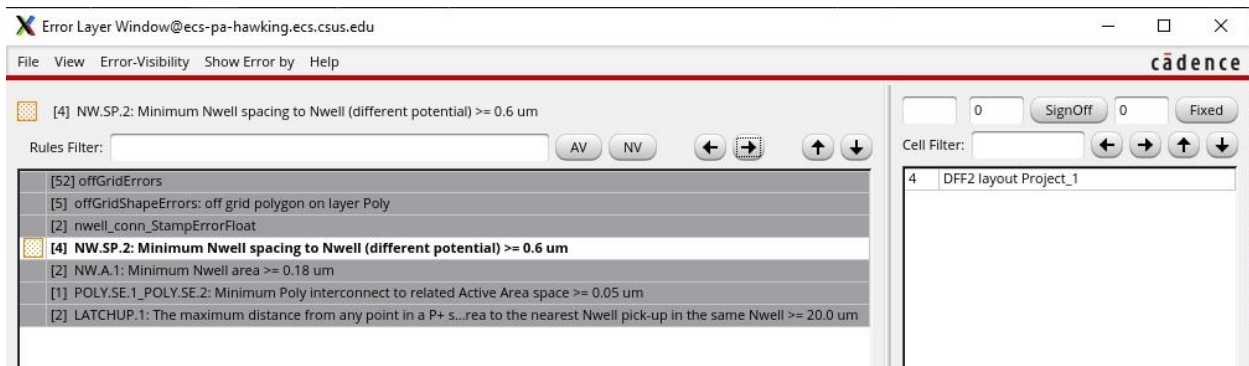 Error Layer Window@ecs-pa-hawking.ecs.csus.edu
File View Error-Visibility Show Error by Help
cādence
[4] NW.SP.2: Minimum Nwell spacing to Nwell (different potential) >= 0.6 um
0 SignOff 0 Fixed
Rules Filter: AV NV
Cell Filter:
[52] offGridErrors
[5] offGridShapeErrors: off grid polygon on layer Poly
[2] nwell_conn_StampErrorFloat
[4] NW.SP.2: Minimum Nwell spacing to Nwell (different potential) >= 0.6 um
[2] NW.A.1: Minimum Nwell area >= 0.18 um
[1] POLY.SE.1_POLY.SE.2: Minimum Poly interconnect to related Active Area space >= 0.05 um
[2] LATCHUP.1: The maximum distance from any point in a P+ s...rea to the nearest Nwell pick-up in the same Nwell >= 20.0 um
4 DFF2 layout Project_1